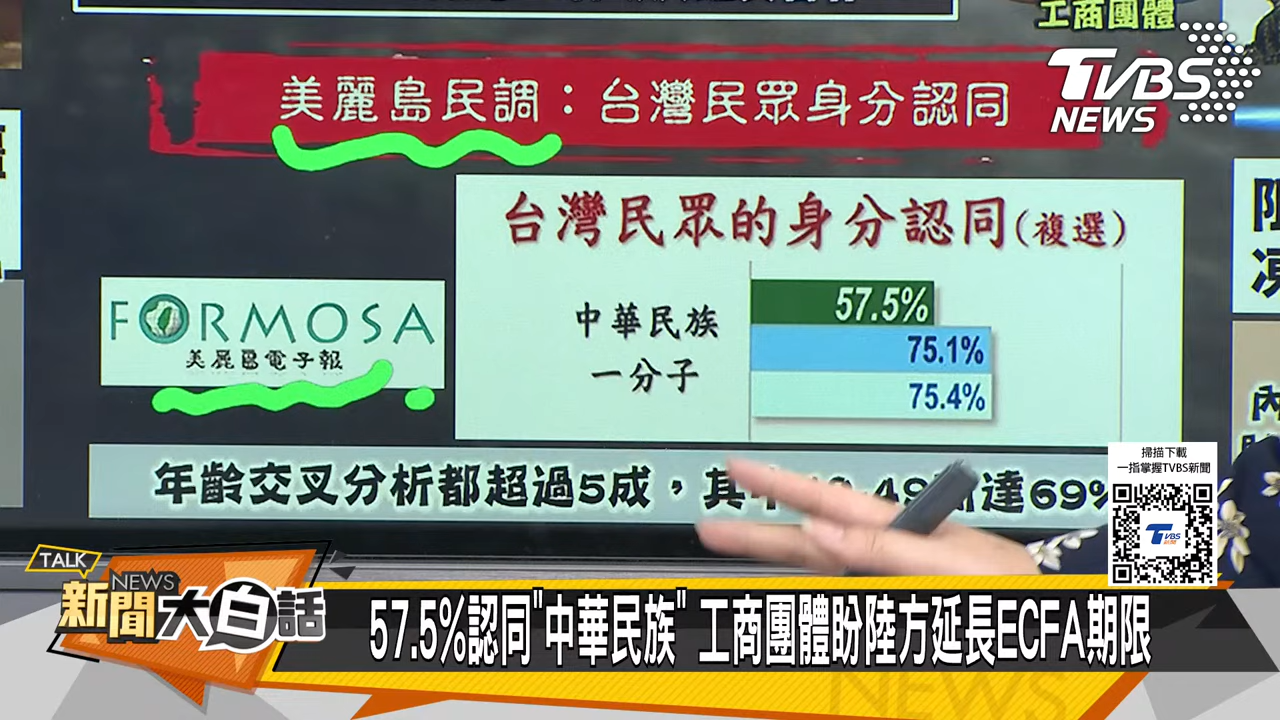 工商團體
TVBS
NEWS
美麗島民調：台灣民眾身分認同
台灣民眾的身分認同(複選)
中華民族
一分子
57.5%
75.1%
75.4%
FORMOSA
美麗島電子報
年齡交叉分析都超過5成，其
達69%
掃描下載
一指掌握TVBS新聞
TVBS
新聞
TALK
NEWS
新聞大白話
57.5%認同"中華民族" 工商團體盼陸方延長ECFA期限
NEWS